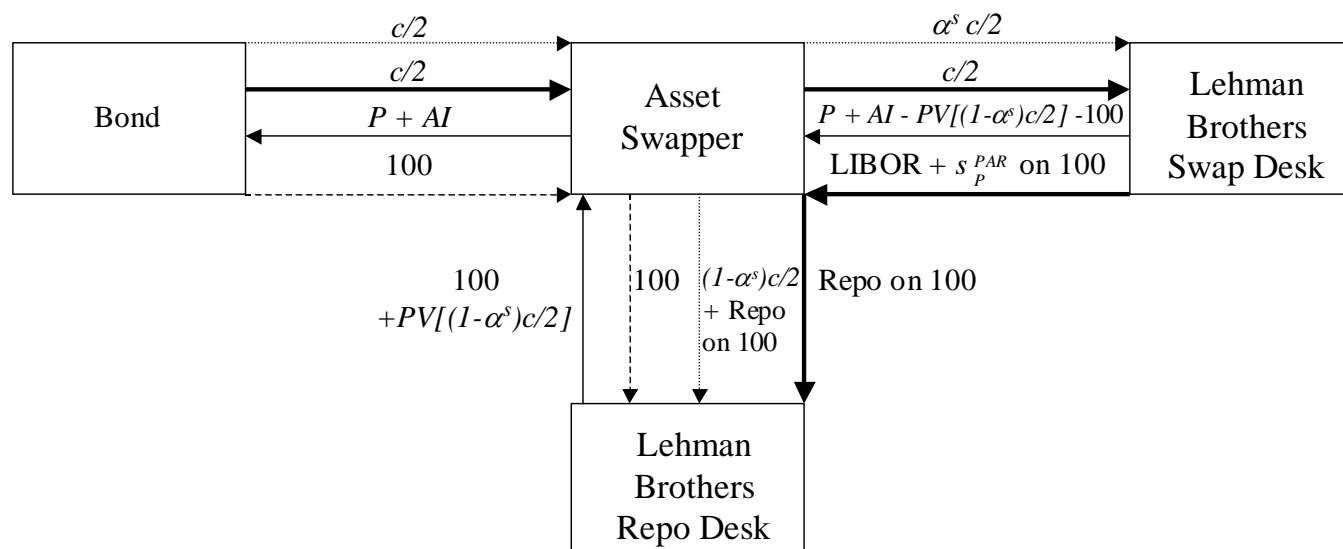 c/2
α^s c/2
c/2
c/2
Bond
Asset
Swapper
Lehman
Brothers
Swap Desk
P + AI
P + AI - PV[(1-α^s)c/2] -100
100
LIBOR + s_P^PAR on 100
100
+PV[(1-α^s)c/2]
100
(1-α^s)c/2
+ Repo
on 100
Repo on 100
Lehman
Brothers
Repo Desk